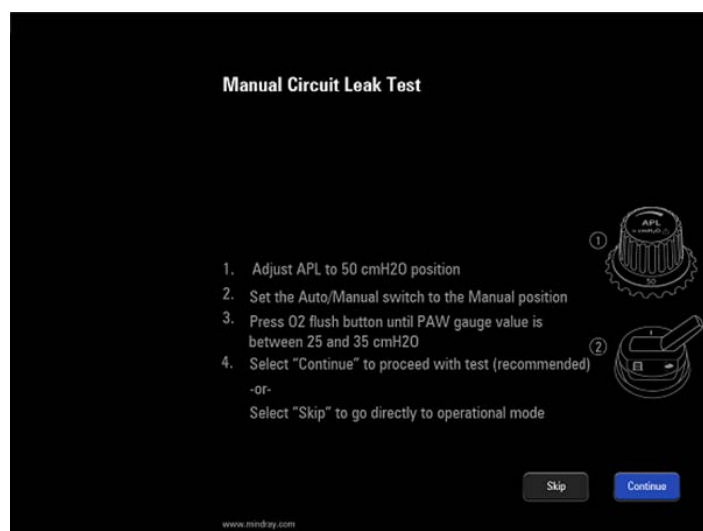 Manual Circuit Leak Test
APL
cmH2O
50
1
1. Adjust APL to 50 cmH2O position
2. Set the Auto/Manual switch to the Manual position
3. Press O2 flush button until PAW gauge value is
between 25 and 35 cmH2O
2
4. Select "Continue" to proceed with test (recommended)
-or-
Select "Skip" to go directly to operational mode
Skip
Continue
www.mindray.com